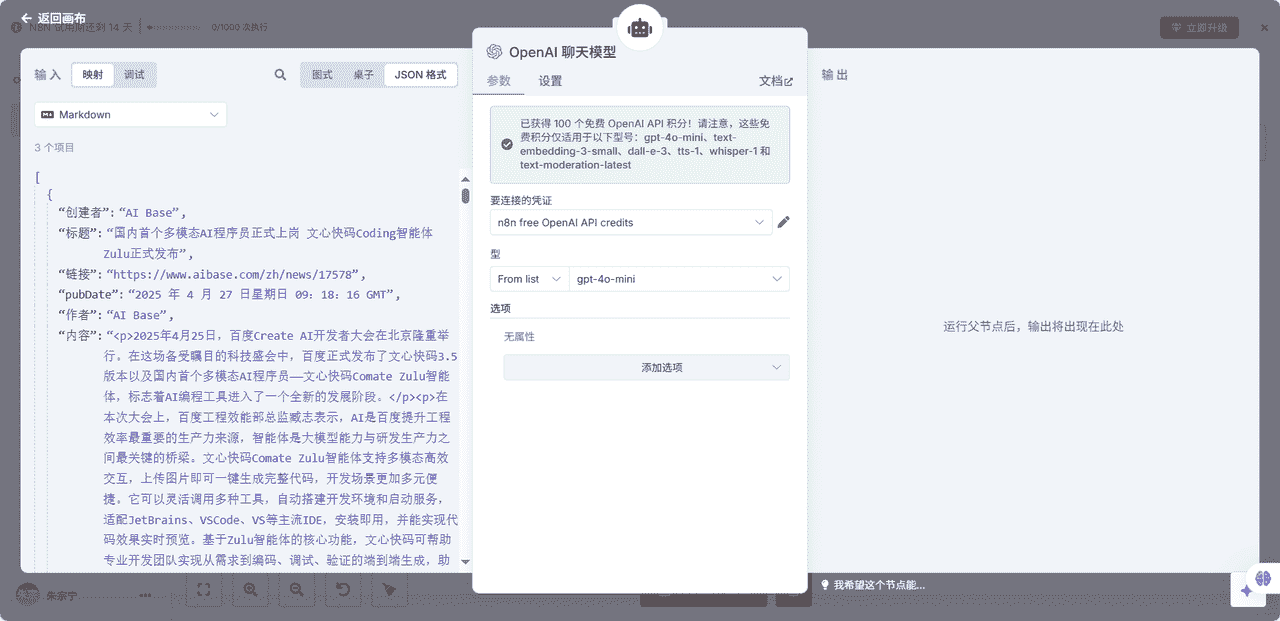 返回画布
N8N 试用期还剩 14 天
0/1000 次执行
立即升级
输入
映射
调试
图式
桌子
JSON 格式
Markdown
3 个项目
[
{
“创建者”: “AI Base”,
“标题”: “国内首个多模态AI程序员正式上岗 文心快码Coding智能体
Zulu正式发布”,
“链接”: “https://www.aibase.com/zh/news/17578”,
“pubDate”: “2025 年 4 月 27 日星期日 09：18：16 GMT”,
“作者”: “AI Base”,
“内容”: “<p>2025年4月25日，百度Create AI开发者大会在北京隆重举
行。在这场备受瞩目的科技盛会中，百度正式发布了文心快码3.5
版本以及国内首个多模态AI程序员——文心快码Comate Zulu智能
体，标志着AI编程工具进入了一个全新的发展阶段。</p><p>在
本次大会上，百度工程效能部总监臧志表示，AI是百度提升工程
效率最重要的生产力来源，智能体是大模型能力与研发生产力之
间最关键的桥梁。文心快码Comate Zulu智能体支持多模态高效
交互，上传图片即可一键生成完整代码，开发场景更加多元便
捷。它可以灵活调用多种工具，自动搭建开发环境和启动服务，
适配JetBrains、VSCode、VS等主流IDE，安装即用，并能实现代
码效果实时预览。基于Zulu智能体的核心功能，文心快码可帮助
专业开发团队实现从需求到编码、调试、验证的端到端生成，助
OpenAI 聊天模型
参数
设置
文档
已获得 100 个免费 OpenAI API 积分！请注意，这些免
费积分仅适用于以下型号：gpt-4o-mini、text-
embedding-3-small、dall-e-3、tts-1、whisper-1 和
text-moderation-latest
要连接的凭证
n8n free OpenAI API credits
型
From list
gpt-4o-mini
选项
无属性
添加选项
输出
运行父节点后，输出将出现在此处
我希望这个节点能...
朱宗宁